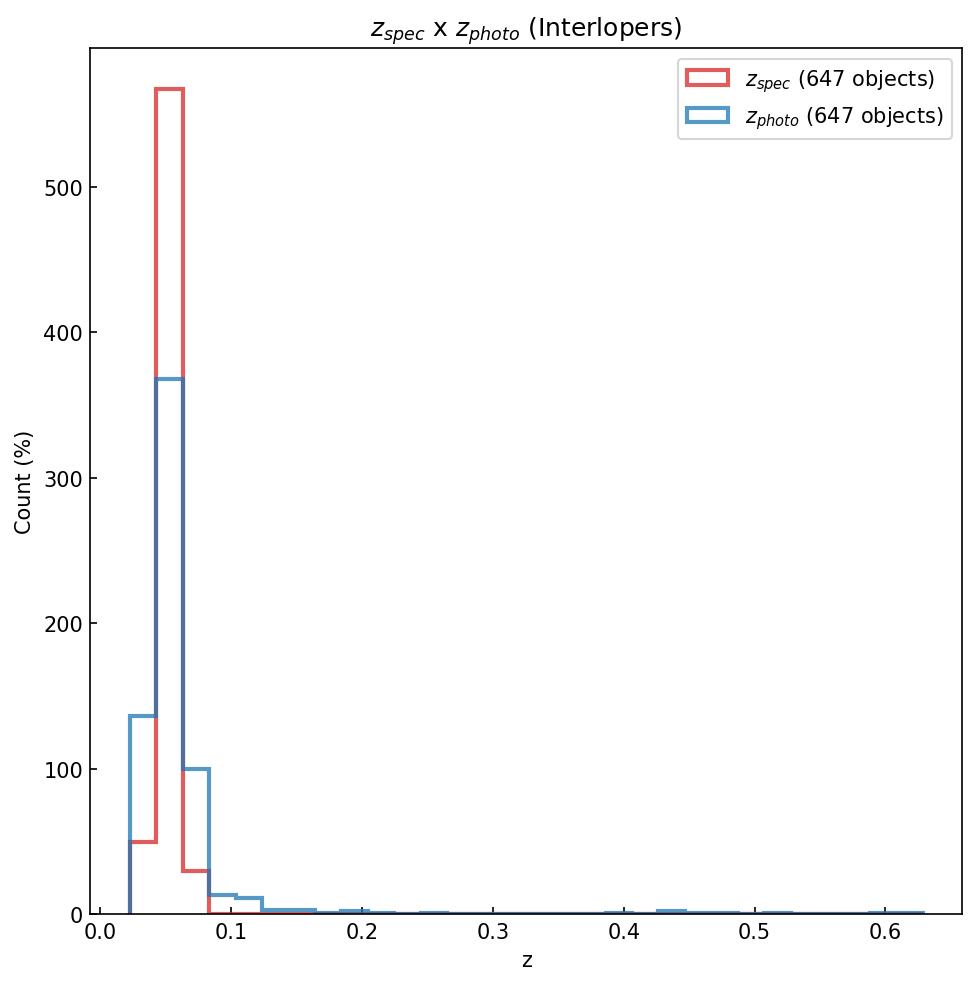 z_spec x z_photo (Interlopers)
z_spec (647 objects)
z_photo (647 objects)
Count (%)
500
400
300
200
100
0
0.0 0.1 0.2 0.3 0.4 0.5 0.6
z